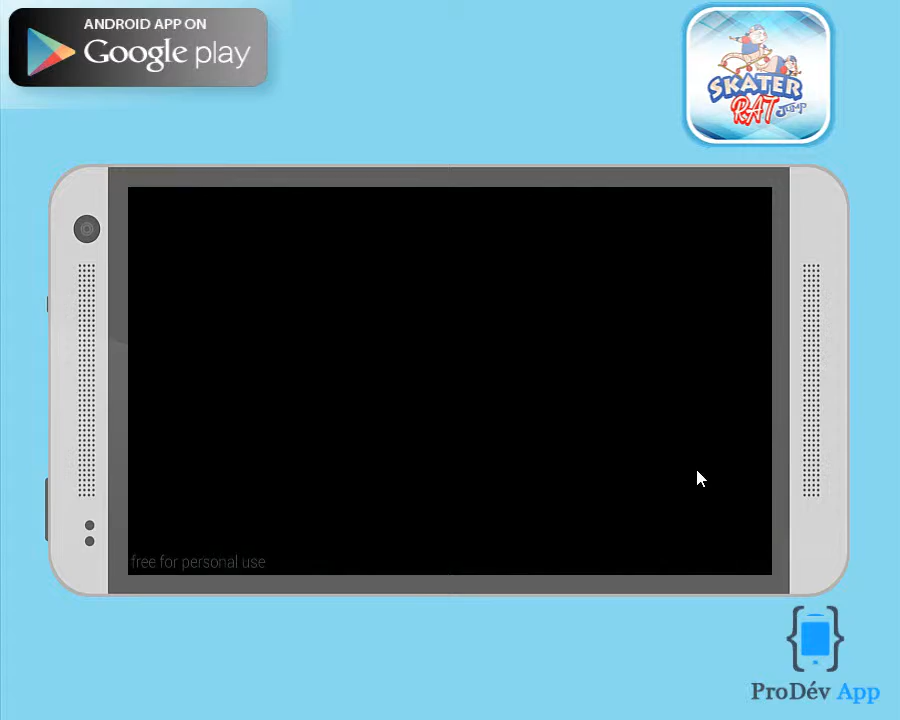 ANDROID APP ON
Google play
SKATER
RAT JUMP
free for personal use
ProDév App